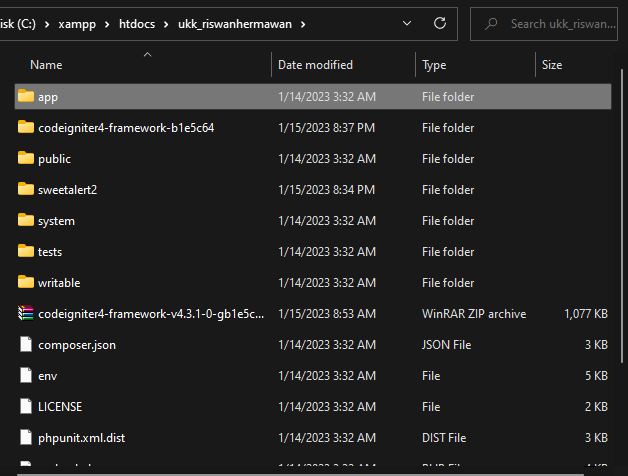 isk (C:) xampp htdocs ukk_riswanhermawan Search ukk_riswan...
Name Date modified Type Size
app 1/14/2023 3:32 AM File folder
codeigniter4-framework-b1e5c64 1/15/2023 8:37 PM File folder
public 1/14/2023 3:32 AM File folder
sweetalert2 1/15/2023 8:34 PM File folder
system 1/14/2023 3:32 AM File folder
tests 1/14/2023 3:32 AM File folder
writable 1/14/2023 3:32 AM File folder
codeigniter4-framework-v4.3.1-0-gb1e5c... 1/15/2023 8:53 AM WinRAR ZIP archive 1,077 KB
composer.json 1/14/2023 3:32 AM JSON File 3 KB
env 1/14/2023 3:32 AM File 5 KB
LICENSE 1/14/2023 3:32 AM File 2 KB
phpunit.xml.dist 1/14/2023 3:32 AM DIST File 3 KB